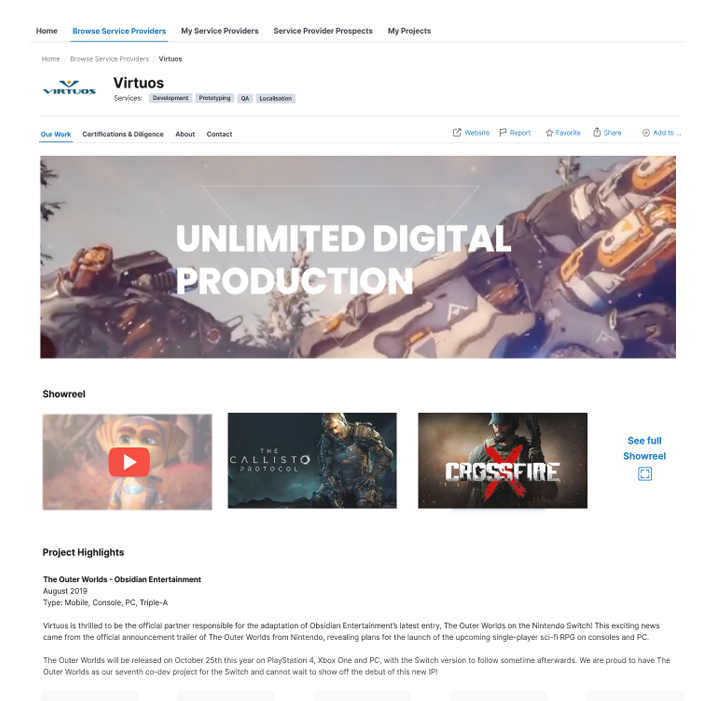 Home Browse Service Providers My Service Providers Service Provider Prospects My Projects
Home / Browse Service Providers / Virtuos
VIRTUOS
Virtuos
Services: Development Prototyping QA Localisation
Our Work Certifications & Diligence About Contact Website Report Favorite Share Add to ...
UNLIMITED DIGITAL
PRODUCTION
Showreel
THE
CALLISTO
PROTOCOL
CROSSFIRE
X
See full
Showreel
Project Highlights
The Outer Worlds - Obsidian Entertainment
August 2019
Type: Mobile, Console, PC, Triple-A
Virtuos is thrilled to be the official partner responsible for the adaptation of Obsidian Entertainment's latest entry, The Outer Worlds on the Nintendo Switch! This exciting news
came from the official announcement trailer of The Outer Worlds from Nintendo, revealing plans for the launch of the upcoming single-player sci-fi RPG on consoles and PC.
The Outer Worlds will be released on October 25th this year on PlayStation 4, Xbox One and PC, with the Switch version to follow sometime afterwards. We are proud to have The
Outer Worlds as our seventh co-dev project for the Switch and cannot wait to show off the debut of this new IP!